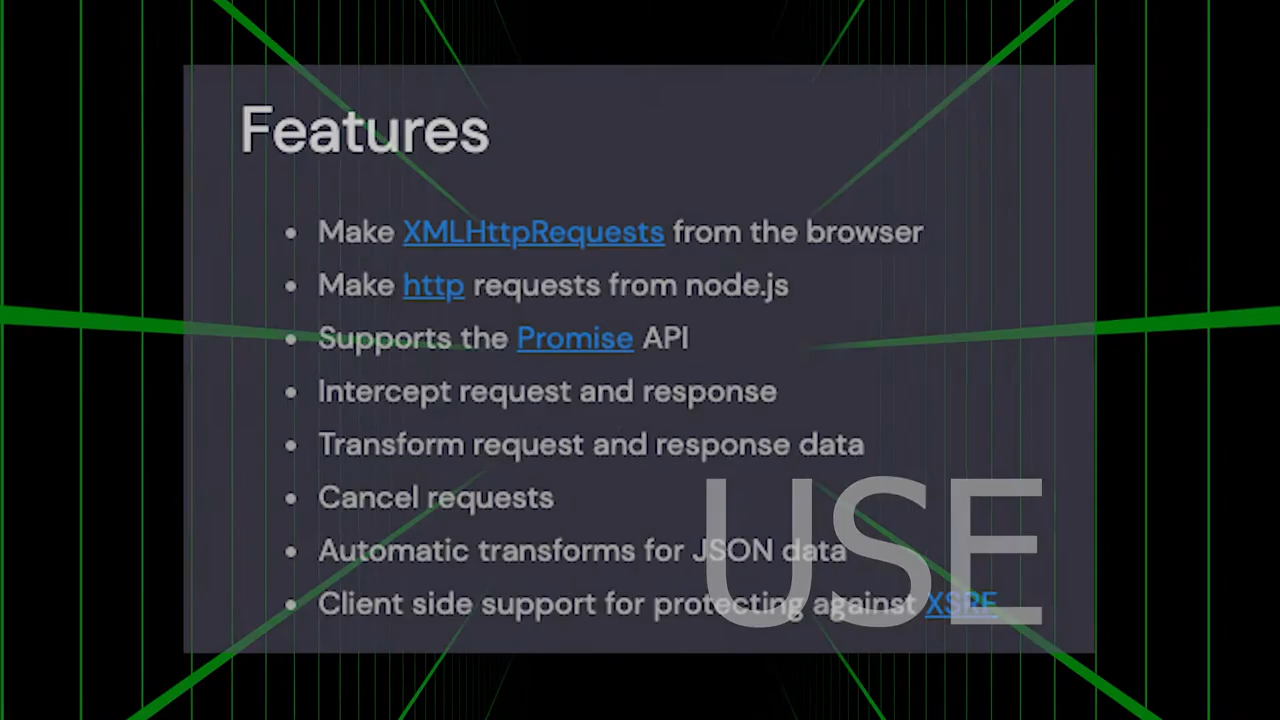 Features
Make XMLHttpRequests from the browser
Make http requests from node.js
Supports the Promise API
Intercept request and response
Transform request and response data
Cancel requests
Automatic transforms for JSON data
Client side support for protecting against XSRF
USE